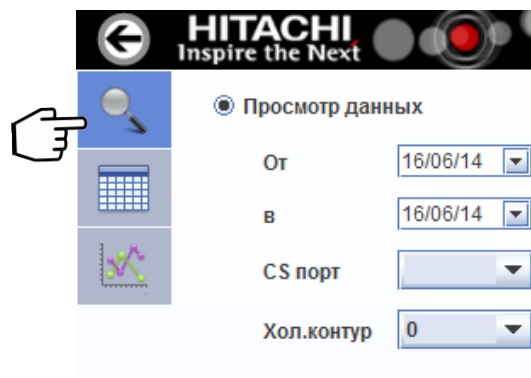 HITACHI
Inspire the Next
Просмотр данных
От 16/06/14
в 16/06/14
CS порт
Хол.контур 0